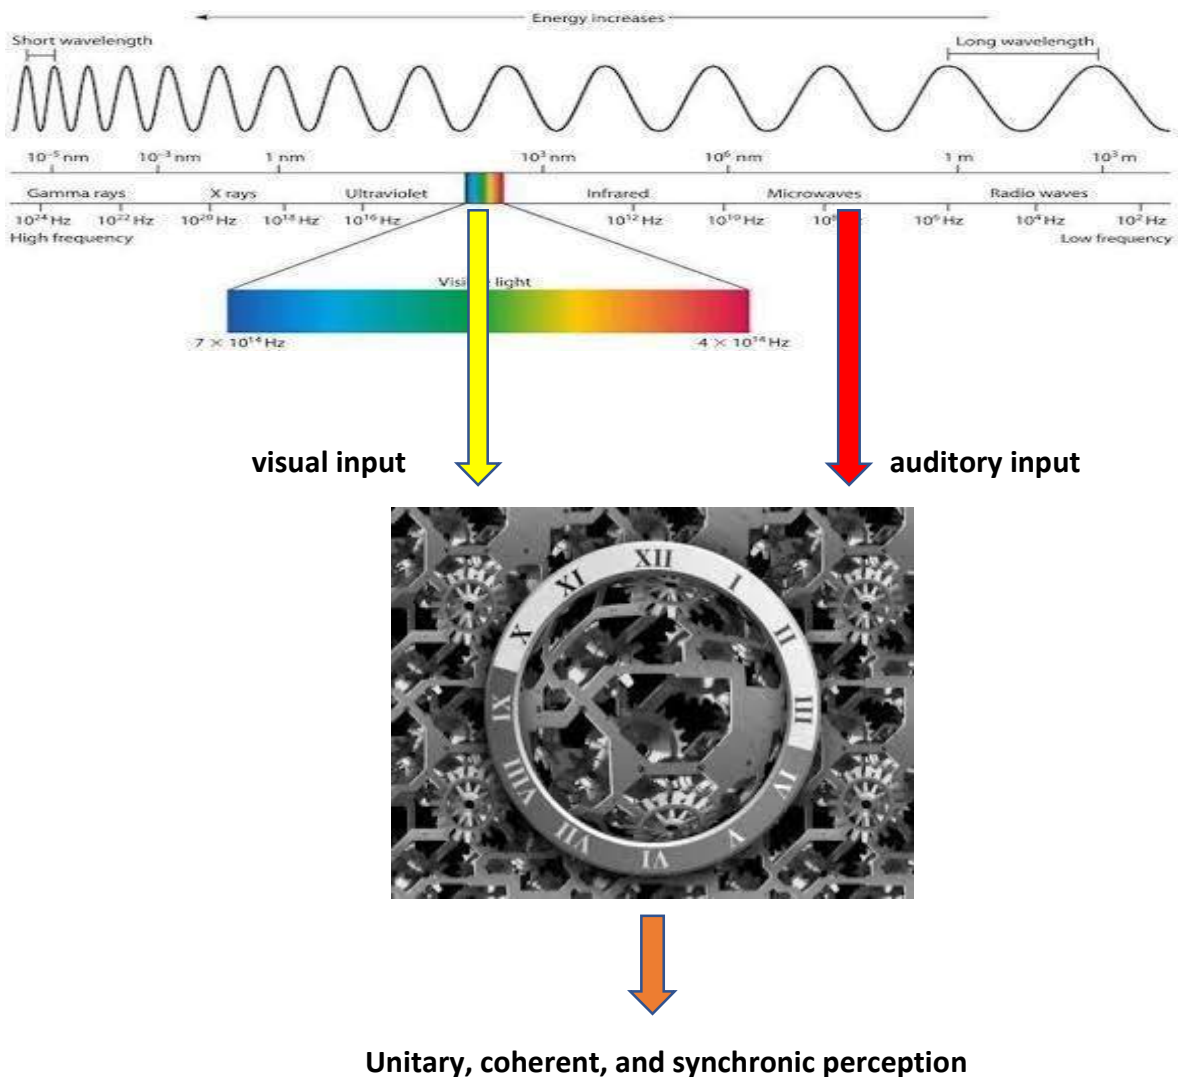 Energy increases
Short wavelength
Long wavelength
10⁻⁵ nm 10⁻³ nm 1 nm 10³ nm 10⁶ nm 1 m 10³ m
Gamma rays X rays Ultraviolet Infrared Microwaves Radio waves
10²⁴ Hz 10²² Hz 10²⁰ Hz 10¹⁸ Hz 10¹⁶ Hz 10¹² Hz 10¹⁰ Hz 10⁶ Hz 10⁴ Hz 10² Hz
High frequency Low frequency
light
7 × 10¹⁴ Hz 4 × 10¹⁴ Hz
visual input auditory input
XII
XI I
X II
IX III
VIII IV
VII V
VI
Unitary, coherent, and synchronic perception